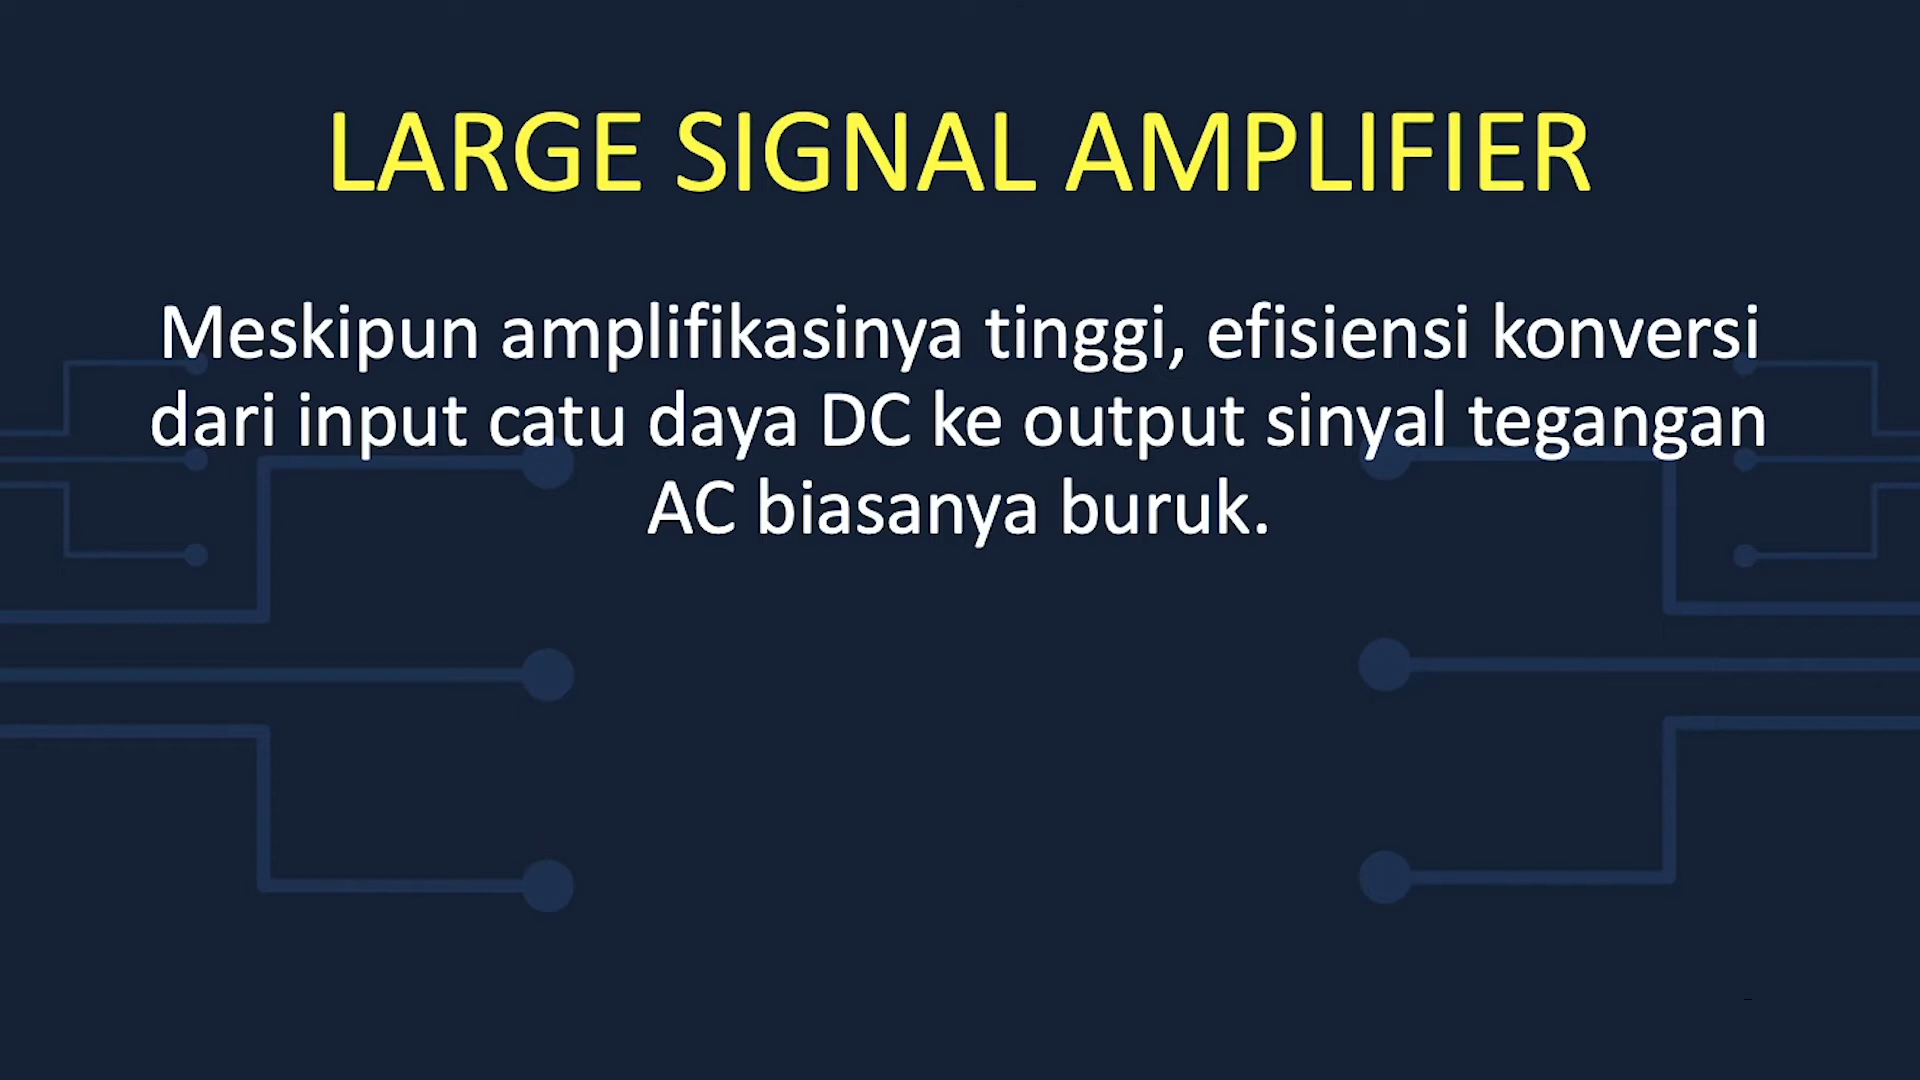 LARGE SIGNAL AMPLIFIER
Meskipun amplifikasinya tinggi, efisiensi konversi
dari input catu daya DC ke output sinyal tegangan
AC biasanya buruk.